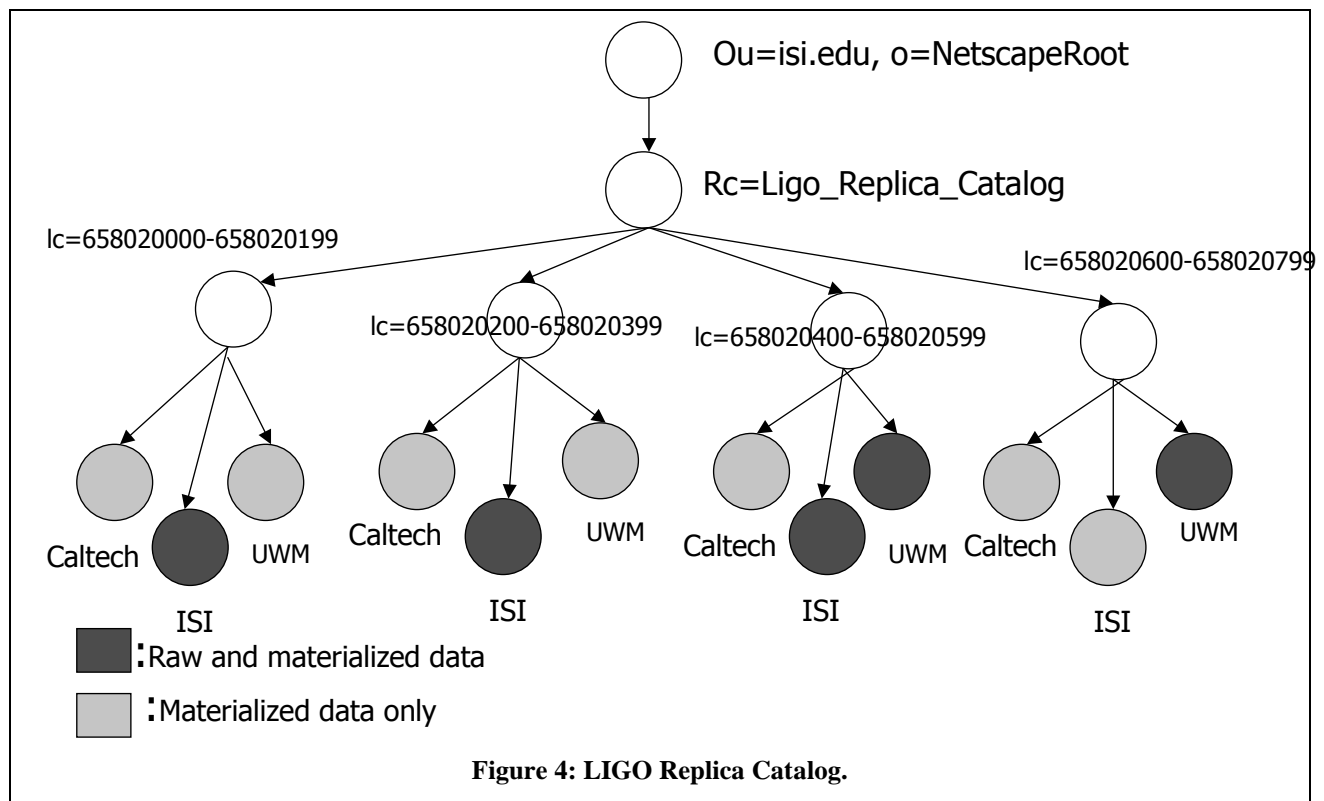 Ou=isi.edu, o=NetscapeRoot
Rc=Ligo_Replica_Catalog
lc=658020000-658020199
lc=658020200-658020399
lc=658020400-658020599
lc=658020600-658020799
Caltech
ISI
UWM
Caltech
ISI
UWM
Caltech
ISI
UWM
Caltech
ISI
UWM
:Raw and materialized data
:Materialized data only
Figure 4: LIGO Replica Catalog.